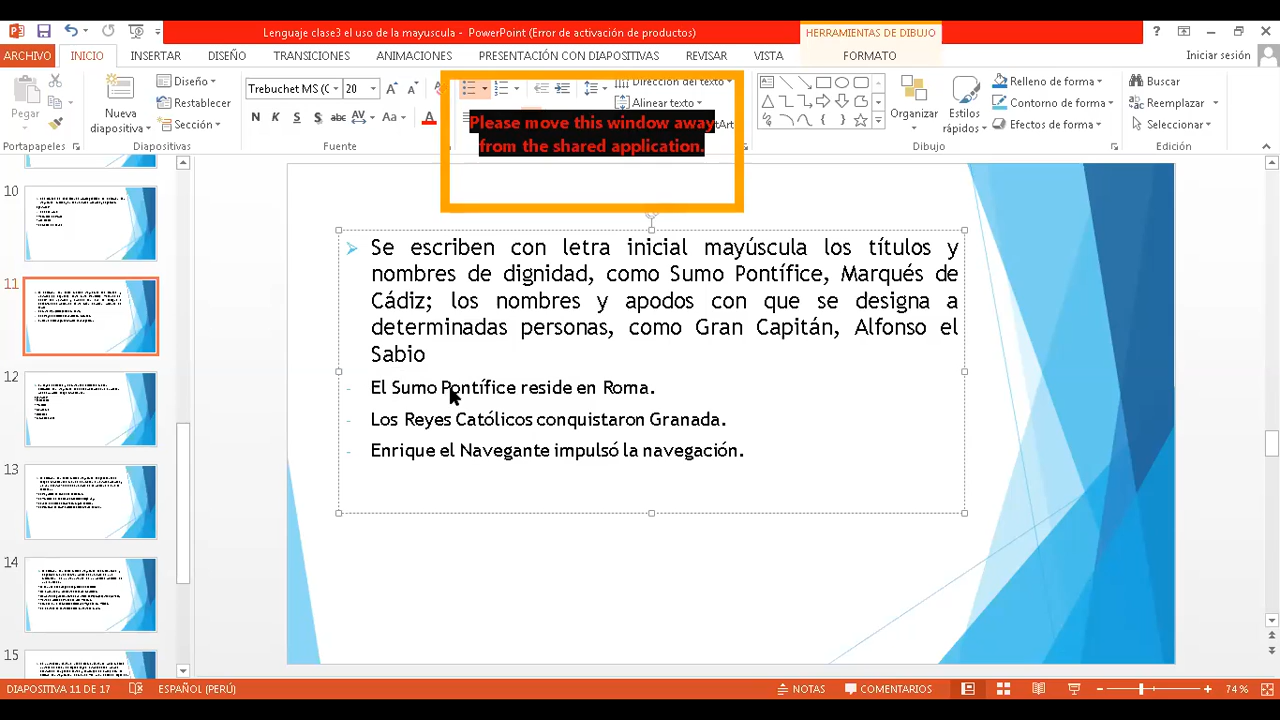 Lenguaje clase3 el uso de la mayuscula - PowerPoint (Error de activación de productos)
HERRAMIENTAS DE DIBUJO
ARCHIVO INICIO INSERTAR DISEÑO TRANSICIONES ANIMACIONES PRESENTACIÓN CON DIAPOSITIVAS REVISAR VISTA FORMATO Iniciar sesión
Pegar
Nueva diapositiva
Diseño
Restablecer
Sección
Trebuchet MS (C
20
N K S S abc AV Aa A
Dirección del texto
Alinear texto
Organizar
Estilos rápidos
Relleno de forma
Contorno de forma
Efectos de forma
Buscar
Reemplazar
Seleccionar
Portapapeles Diapositivas Fuente Dibujo Edición
Please move this window away
from the shared application.
10
11
12
13
14
15
Se escriben con letra inicial mayúscula los títulos y
nombres de dignidad, como Sumo Pontífice, Marqués de
Cádiz; los nombres y apodos con que se designa a
determinadas personas, como Gran Capitán, Alfonso el
Sabio
- El Sumo Pontífice reside en Roma.
- Los Reyes Católicos conquistaron Granada.
- Enrique el Navegante impulsó la navegación.
DIAPOSITIVA 11 DE 17 ESPAÑOL (PERÚ) NOTAS COMENTARIOS 74 %